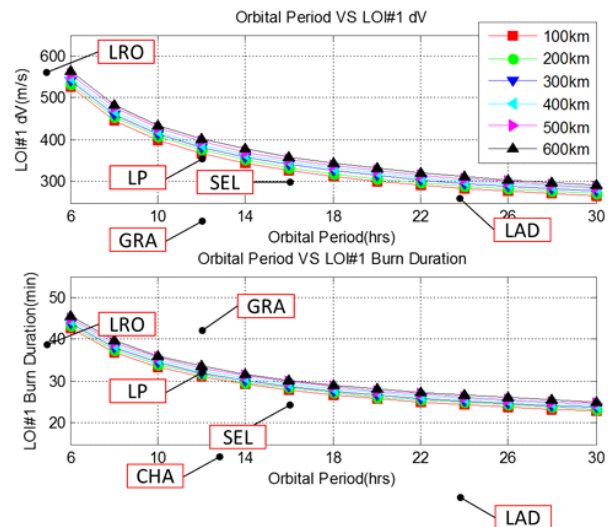 Orbital Period VS LOI#1 dV
LOI#1 dV(m/s)
650
600
500
400
300
6
10
14
18
22
26
30
Orbital Period(hrs)
100km
200km
300km
400km
500km
600km
LRO
LP
SEL
GRA
LAD
Orbital Period VS LOI#1 Burn Duration
LOI#1 Burn Duration(min)
55
50
40
30
20
6
10
14
18
22
26
30
Orbital Period(hrs)
LRO
GRA
LP
SEL
CHA
LAD